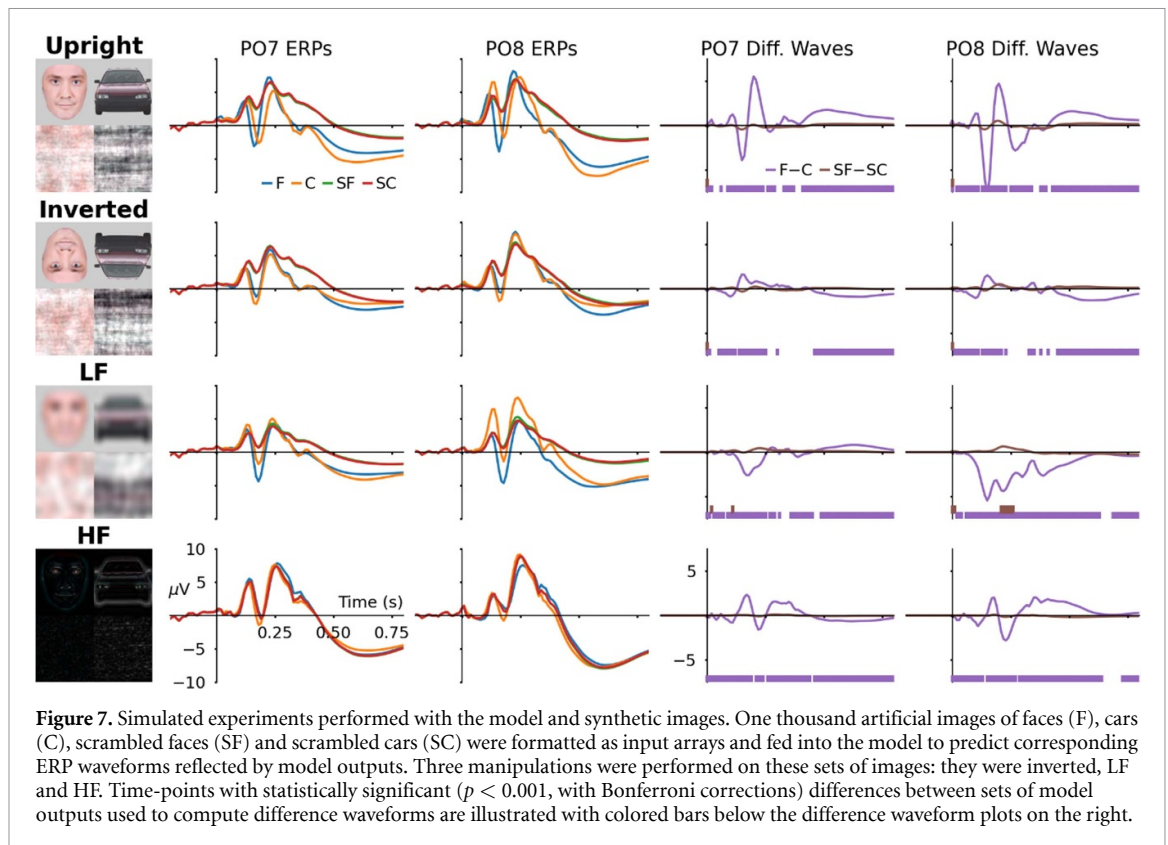 Upright
PO7 ERPs
PO8 ERPs
PO7 Diff. Waves
PO8 Diff. Waves
F C SF SC
F−C SF−SC
Inverted
LF
HF
10
μV 5
−5
−10
Time (s)
0.25 0.50 0.75
5
−5
Figure 7. Simulated experiments performed with the model and synthetic images. One thousand artificial images of faces (F), cars
(C), scrambled faces (SF) and scrambled cars (SC) were formatted as input arrays and fed into the model to predict corresponding
ERP waveforms reflected by model outputs. Three manipulations were performed on these sets of images: they were inverted, LF
and HF. Time-points with statistically significant (p < 0.001, with Bonferroni corrections) differences between sets of model
outputs used to compute difference waveforms are illustrated with colored bars below the difference waveform plots on the right.